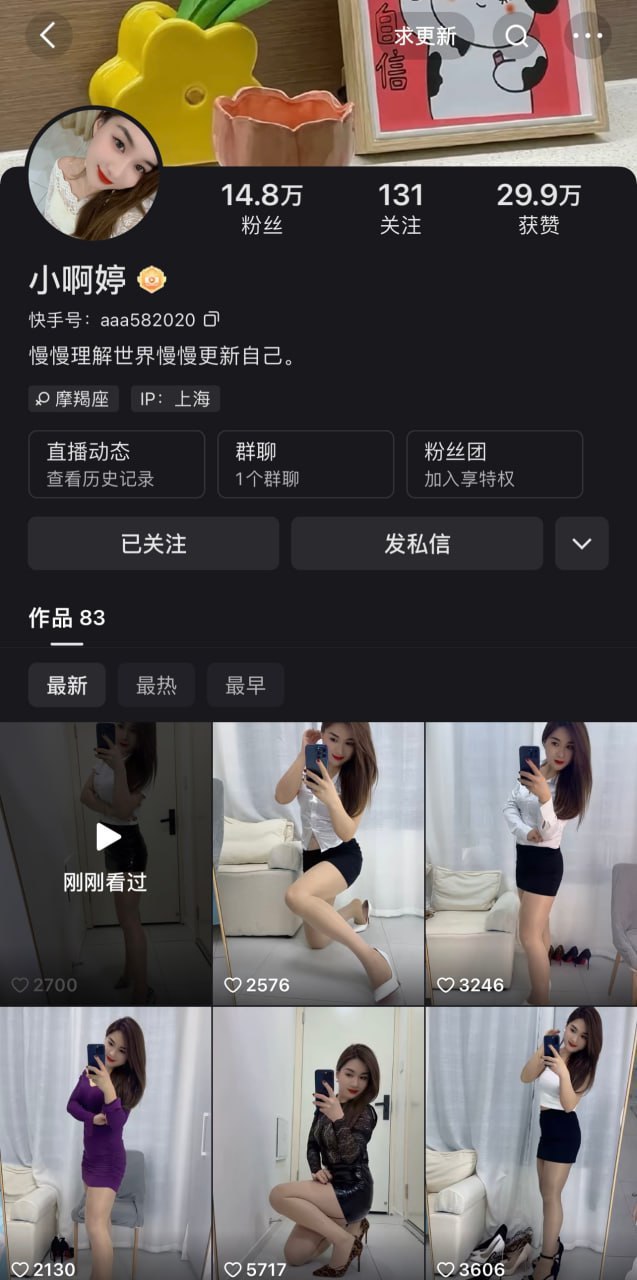 求更新
自信
14.8万 131 29.9万
粉丝 关注 获赞
小啊婷
快手号：aaa582020
慢慢理解世界慢慢更新自己。
摩羯座 IP：上海
直播动态 群聊 粉丝团
查看历史记录 1个群聊 加入享特权
已关注 发私信
作品 83
最新 最热 最早
刚刚看过
2700 2576 3246
2130 5717 3606